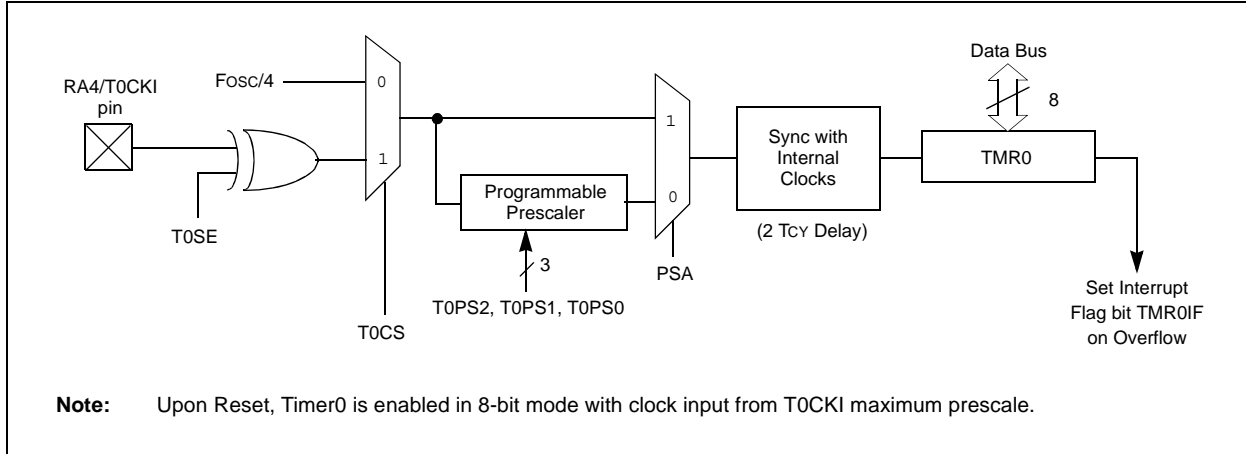 RA4/T0CKI
pin
FOSC/4
T0SE
0
1
T0CS
Programmable
Prescaler
3
T0PS2, T0PS1, T0PS0
1
0
PSA
Sync with
Internal
Clocks
(2 TCY Delay)
Data Bus
8
TMR0
Set Interrupt
Flag bit TMR0IF
on Overflow
Note: Upon Reset, Timer0 is enabled in 8-bit mode with clock input from T0CKI maximum prescale.